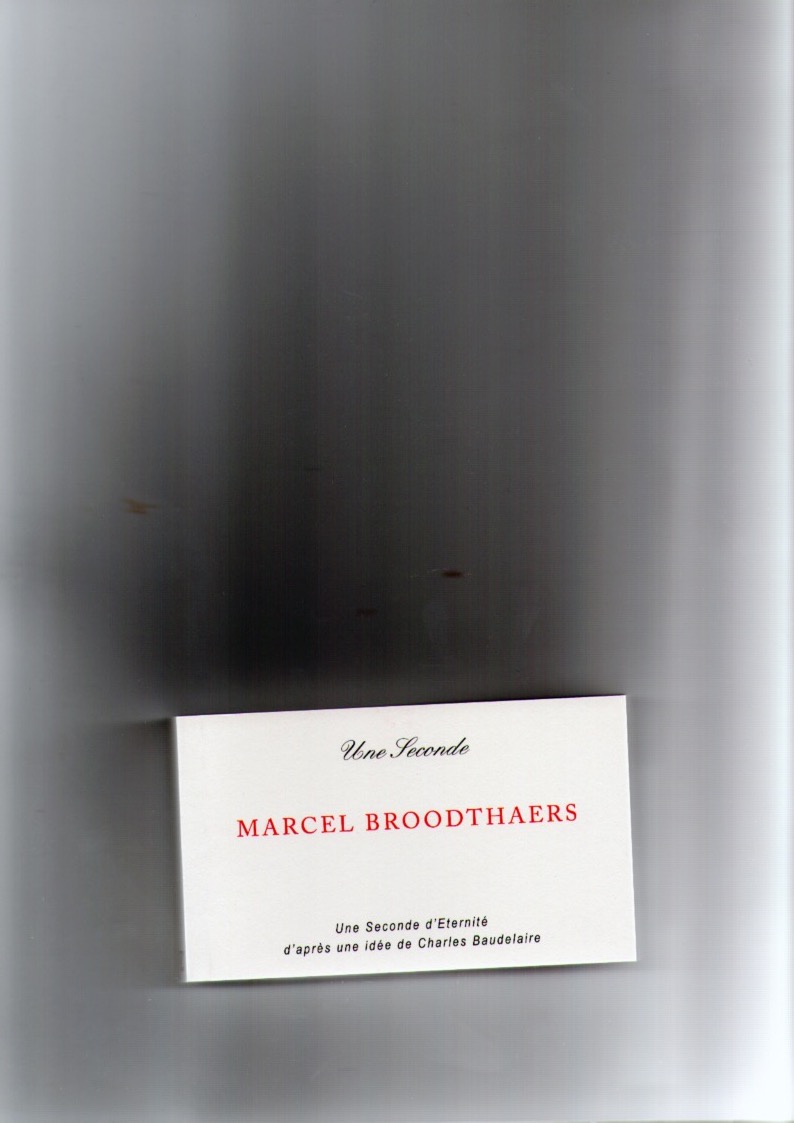 Une Seconde
MARCEL BROODTHAERS
Une Seconde d'Eternité
d'après une idée de Charles Baudelaire